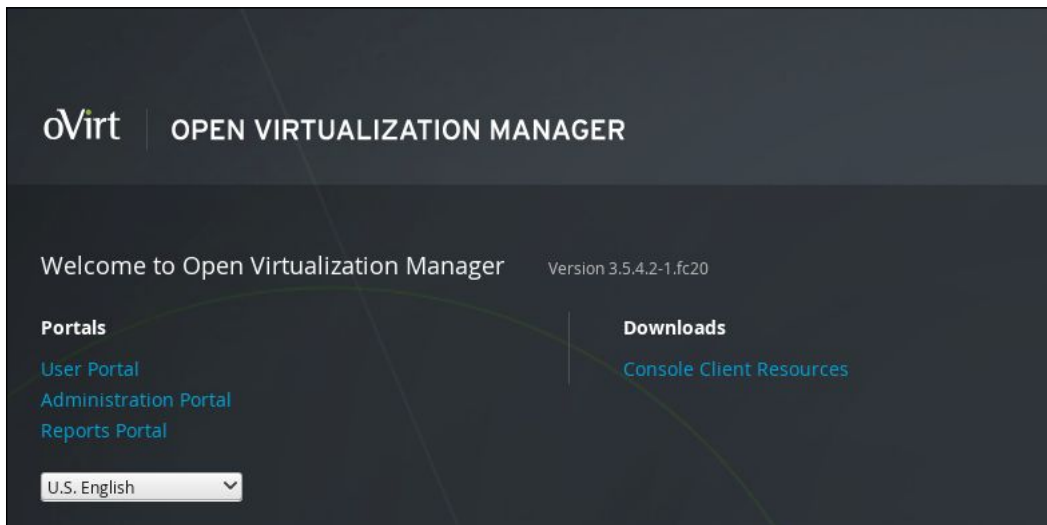 oVirt OPEN VIRTUALIZATION MANAGER
Welcome to Open Virtualization Manager Version 3.5.4.2-1.fc20
Portals Downloads
User Portal Console Client Resources
Administration Portal
Reports Portal
U.S. English